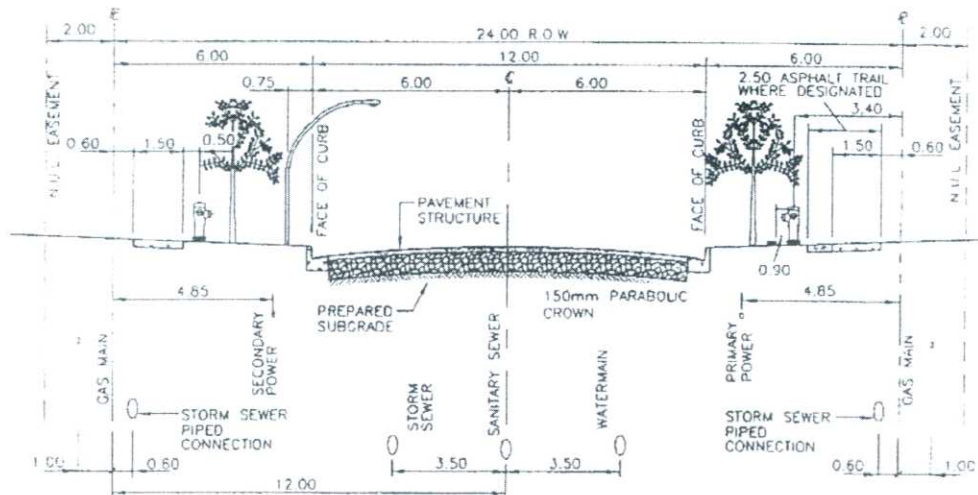 ℄
℄
2.00
24.00 R.O.W
2.00
6.00
12.00
6.00
0.75
6.00
℄
6.00
2.50 ASPHALT TRAIL
WHERE DESIGNATED
3.40
N.U.L EASEMENT
0.60
1.50
0.50
FACE OF CURB
FACE OF CURB
1.50
0.60
N.U.L EASEMENT
PAVEMENT
STRUCTURE
0.90
4.85
PREPARED
SUBGRADE
150mm PARABOLIC
CROWN
4.85
GAS MAIN
SECONDARY
POWER
STORM
SEWER
SANITARY SEWER
WATERMAIN
PRIMARY
POWER
GAS MAIN
STORM SEWER
PIPED
CONNECTION
STORM SEWER
PIPED
CONNECTION
1.00
0.60
3.50
3.50
0.60
1.00
12.00